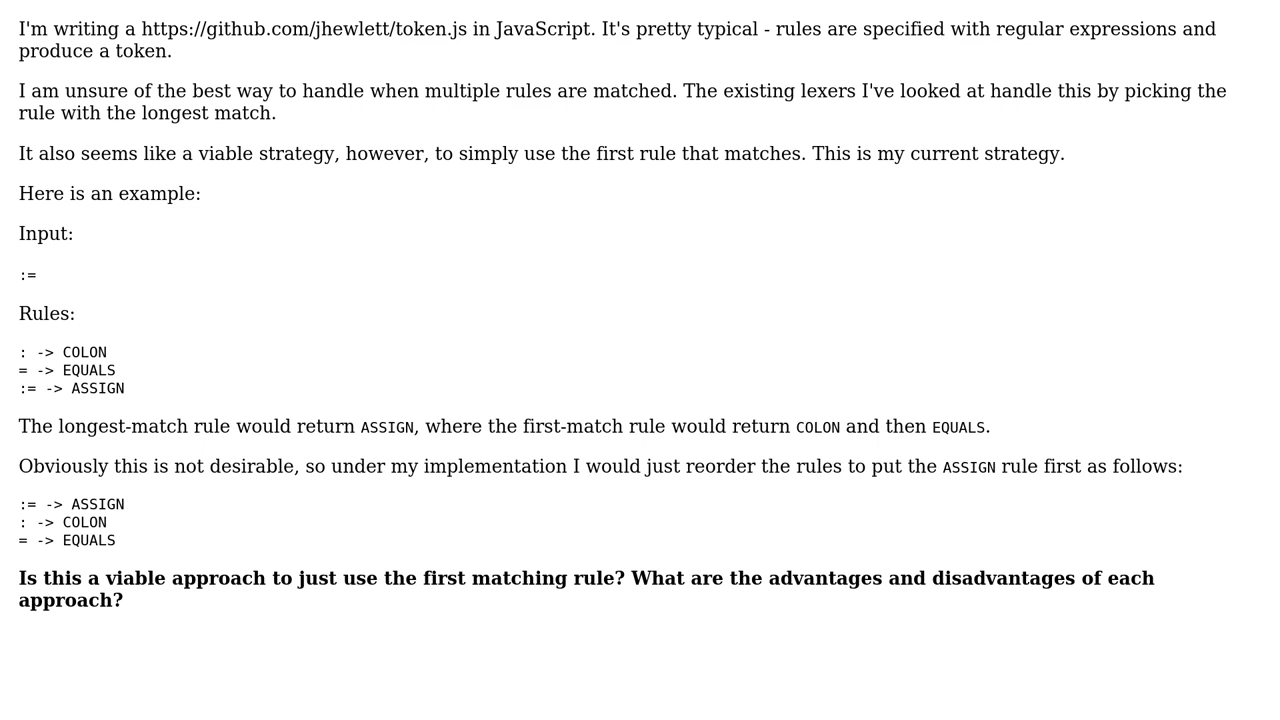 I'm writing a https://github.com/jhewlett/token.js in JavaScript. It's pretty typical - rules are specified with regular expressions and
produce a token.
I am unsure of the best way to handle when multiple rules are matched. The existing lexers I've looked at handle this by picking the
rule with the longest match.
It also seems like a viable strategy, however, to simply use the first rule that matches. This is my current strategy.
Here is an example:
Input:
:=
Rules:
: -> COLON
= -> EQUALS
:= -> ASSIGN
The longest-match rule would return ASSIGN, where the first-match rule would return COLON and then EQUALS.
Obviously this is not desirable, so under my implementation I would just reorder the rules to put the ASSIGN rule first as follows:
:= -> ASSIGN
: -> COLON
= -> EQUALS
Is this a viable approach to just use the first matching rule? What are the advantages and disadvantages of each
approach?